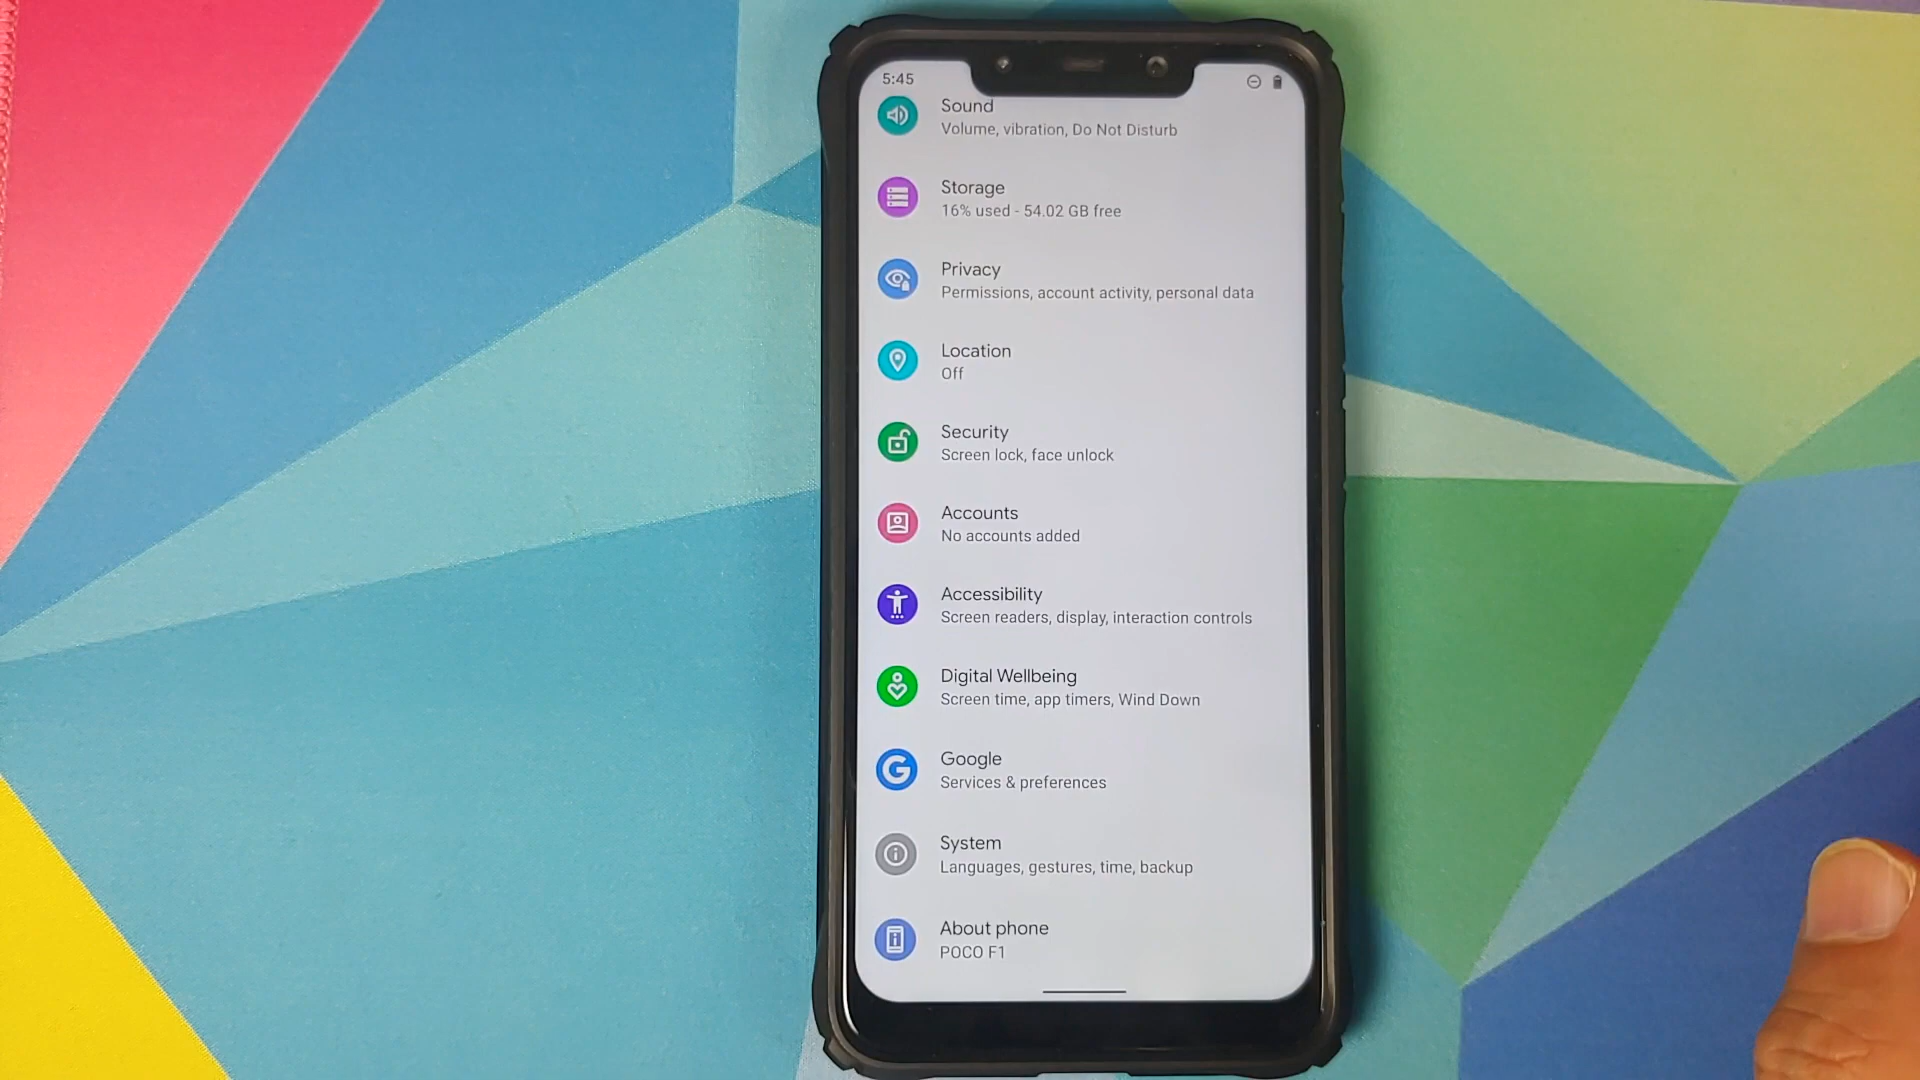 5:45
Sound
Volume, vibration, Do Not Disturb
Storage
16% used - 54.02 GB free
Privacy
Permissions, account activity, personal data
Location
Off
Security
Screen lock, face unlock
Accounts
No accounts added
Accessibility
Screen readers, display, interaction controls
Digital Wellbeing
Screen time, app timers, Wind Down
Google
Services & preferences
System
Languages, gestures, time, backup
About phone
POCO F1